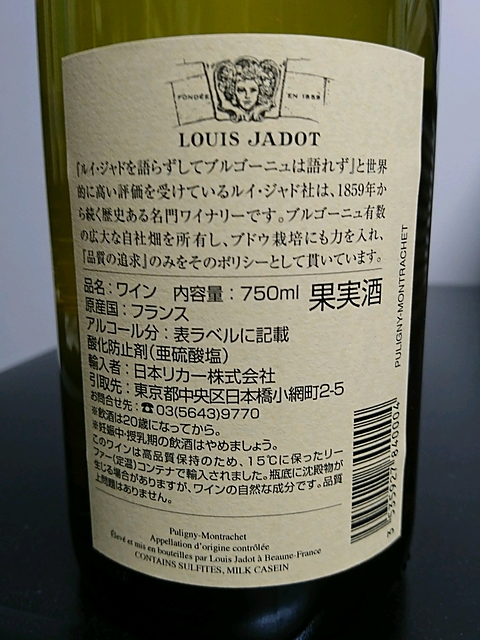 FONDÉE EN 1859
LOUIS JADOT
『ルイ・ジャドを語らずしてブルゴーニュは語れず』と世界
的に高い評価を受けているルイ・ジャド社は、1859年か
ら続く歴史ある名門ワイナリーです。ブルゴーニュ有数
の広大な自社畑を所有し、ブドウ栽培にも力を入れ、
『品質の追求』のみをそのポリシーとして貫いています。
品名：ワイン 内容量：750ml 果実酒
原産国：フランス
アルコール分：表ラベルに記載
酸化防止剤（亜硫酸塩）
輸入者：日本リカー株式会社
引取先：東京都中央区日本橋小網町2-5
お問合せ先：☎03(5643)9770
※飲酒は20歳になってから。
※妊娠中・授乳期の飲酒はやめましょう。
このワインは高品質保持のため、15℃に保ったリー
ファー(定温)コンテナで輸入されました。瓶底に沈殿物が
生じる場合がありますが、ワインの自然な成分です。品質
上問題はありません。
Puligny-Montrachet
Appellation d'origine contrôlée
Élevé et mis en bouteilles par Louis Jadot à Beaune-France
CONTAINS SULFITES, MILK CASEIN
PULIGNY-MONTRACHET